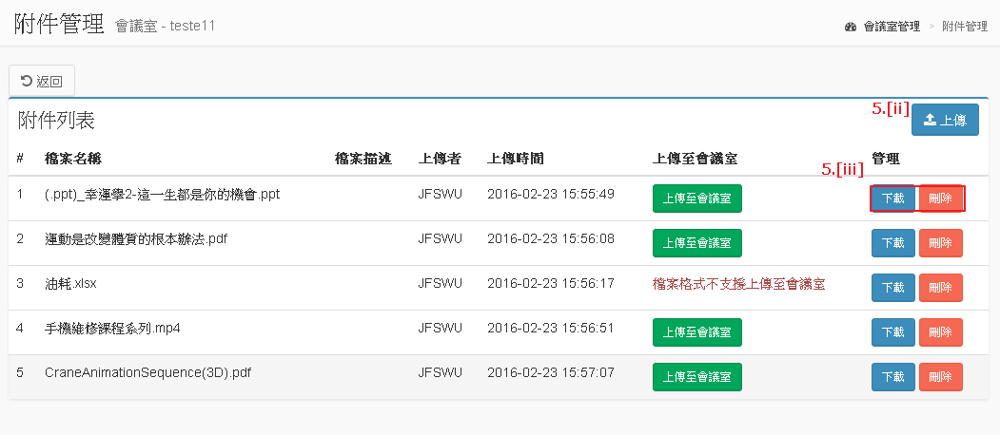 附件管理 會議室 - teste11
會議室管理 > 附件管理
返回
5.[ii] 上傳
附件列表
# 檔案名稱 檔案描述 上傳者 上傳時間 上傳至會議室 管理
5.[iii]
1 (.ppt)_幸運學2-這一生都是你的機會.ppt JFSWU 2016-02-23 15:55:49 上傳至會議室 下載 刪除
2 運動是改變體質的根本辦法.pdf JFSWU 2016-02-23 15:56:08 上傳至會議室 下載 刪除
3 油耗.xlsx JFSWU 2016-02-23 15:56:17 檔案格式不支援上傳至會議室 下載 刪除
4 手機維修課程系列.mp4 JFSWU 2016-02-23 15:56:51 上傳至會議室 下載 刪除
5 CraneAnimationSequence(3D).pdf JFSWU 2016-02-23 15:57:07 上傳至會議室 下載 刪除